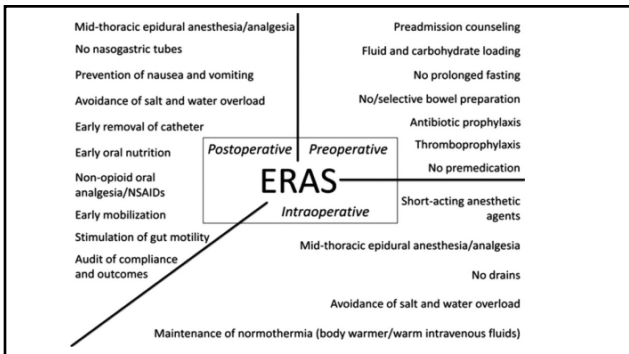 Mid-thoracic epidural anesthesia/analgesia
No nasogastric tubes
Prevention of nausea and vomiting
Avoidance of salt and water overload
Early removal of catheter
Early oral nutrition
Non-opioid oral
analgesia/NSAIDs
Early mobilization
Stimulation of gut motility
Audit of compliance
and outcomes
Preadmission counseling
Fluid and carbohydrate loading
No prolonged fasting
No/selective bowel preparation
Antibiotic prophylaxis
Thromboprophylaxis
No premedication
Postoperative
Preoperative
ERAS
Intraoperative
Short-acting anesthetic
agents
Mid-thoracic epidural anesthesia/analgesia
No drains
Avoidance of salt and water overload
Maintenance of normothermia (body warmer/warm intravenous fluids)